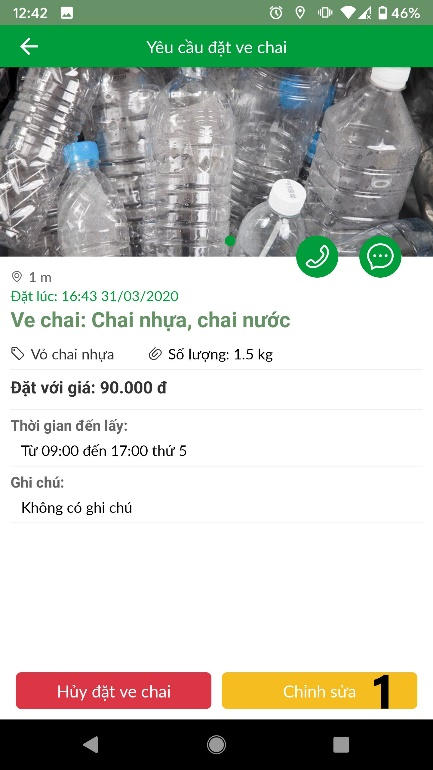 12:42 46%
Yêu cầu đặt ve chai
1 m
Đặt lúc: 16:43 31/03/2020
Ve chai: Chai nhựa, chai nước
Vỏ chai nhựa Số lượng: 1.5 kg
Đặt với giá: 90.000 đ
Thời gian đến lấy:
Từ 09:00 đến 17:00 thứ 5
Ghi chú:
Không có ghi chú
Hủy đặt ve chai Chỉnh sửa 1